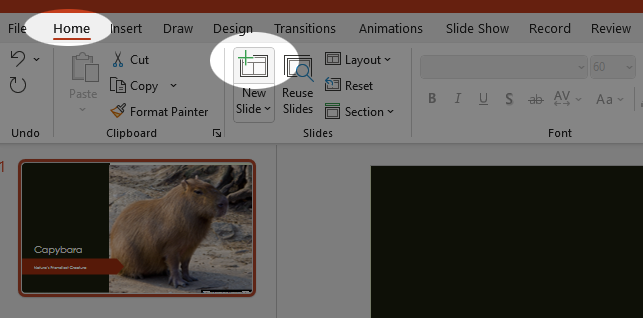 File Home Insert Draw Design Transitions Animations Slide Show Record Review
Cut
Layout
60
Copy
Reset
Paste
New Slide
Reuse Slides
Format Painter
Section
B I U S ab AV Aa
Undo Clipboard Slides Font
1
Capybara
Nature's Friendliest Creature